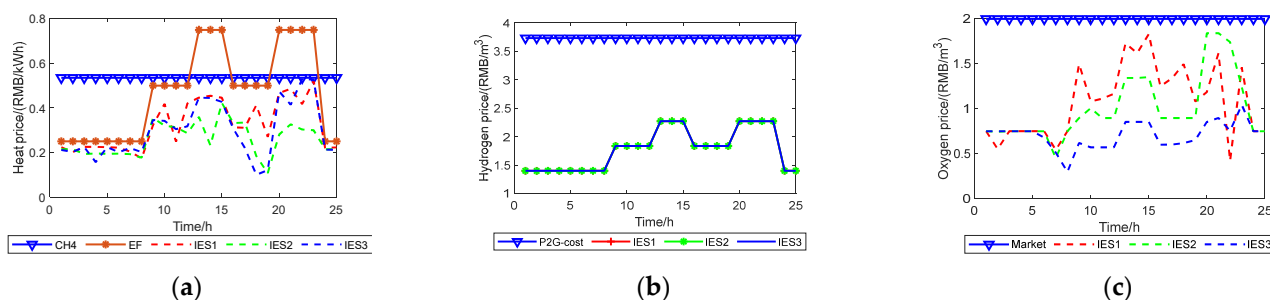 Heat price/(RMB/kWh)
0.8
0.6
0.4
0.2
0
0 5 10 15 20 25
Time/h
CH4 EF IES1 IES2 IES3
(a)
Hydrogen price/(RMB/m³)
4
3.5
3
2.5
2
1.5
1
0 5 10 15 20 25
Time/h
P2G-cost IES1 IES2 IES3
(b)
Oxygen price/(RMB/m³)
2
1.5
1
0.5
0
0 5 10 15 20 25
Time/h
Market IES1 IES2 IES3
(c)